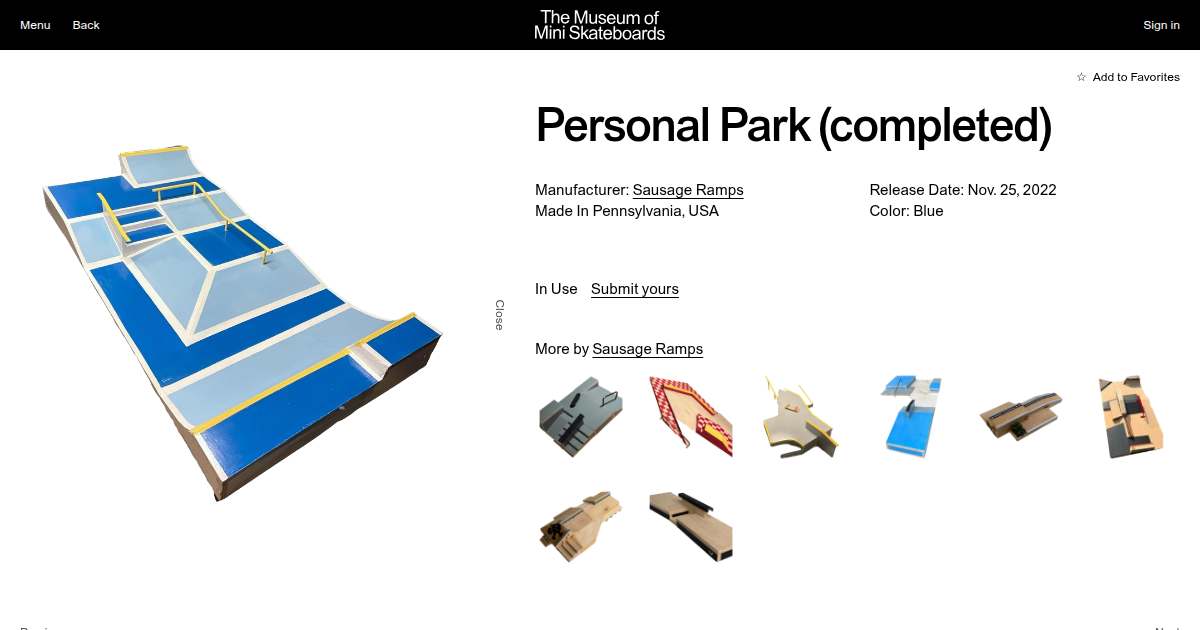 Menu
Back
The Museum of
Mini Skateboards
Sign in
☆ Add to Favorites
Personal Park (completed)
Manufacturer: Sausage Ramps
Made In Pennsylvania, USA
Release Date: Nov. 25, 2022
Color: Blue
In Use Submit yours
Close
More by Sausage Ramps